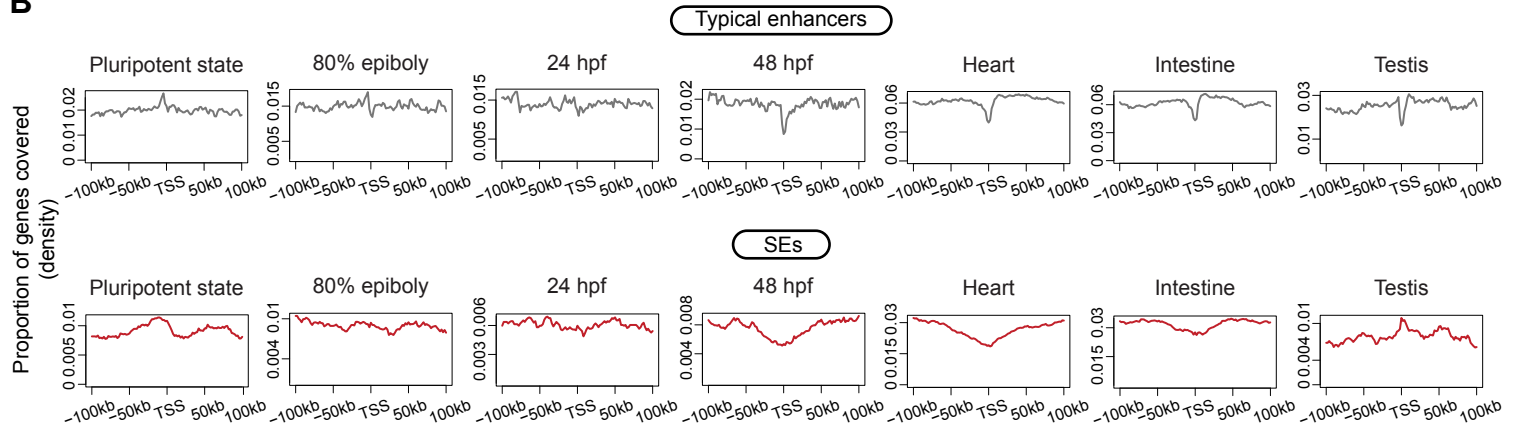 B
Typical enhancers
Pluripotent state 80% epiboly 24 hpf 48 hpf Heart Intestine Testis
Proportion of genes covered
(density)
0 0.01 0.02
0.005 0.015
0.005 0.015
0 0.01 0.02
0 0.03 0.06
0 0.03 0.06
0.01 0.03
−100kb −50kb TSS 50kb 100kb −100kb −50kb TSS 50kb 100kb −100kb −50kb TSS 50kb 100kb −100kb −50kb TSS 50kb 100kb −100kb −50kb TSS 50kb 100kb −100kb −50kb TSS 50kb 100kb −100kb −50kb TSS 50kb 100kb
SEs
Pluripotent state 80% epiboly 24 hpf 48 hpf Heart Intestine Testis
0 0.005 0.01
0.004 0.01
0.003 0.006
0.004 0.008
0 0.015 0.03
0.015 0.03
0 0.004 0.01
−100kb −50kb TSS 50kb 100kb −100kb −50kb TSS 50kb 100kb −100kb −50kb TSS 50kb 100kb −100kb −50kb TSS 50kb 100kb −100kb −50kb TSS 50kb 100kb −100kb −50kb TSS 50kb 100kb −100kb −50kb TSS 50kb 100kb